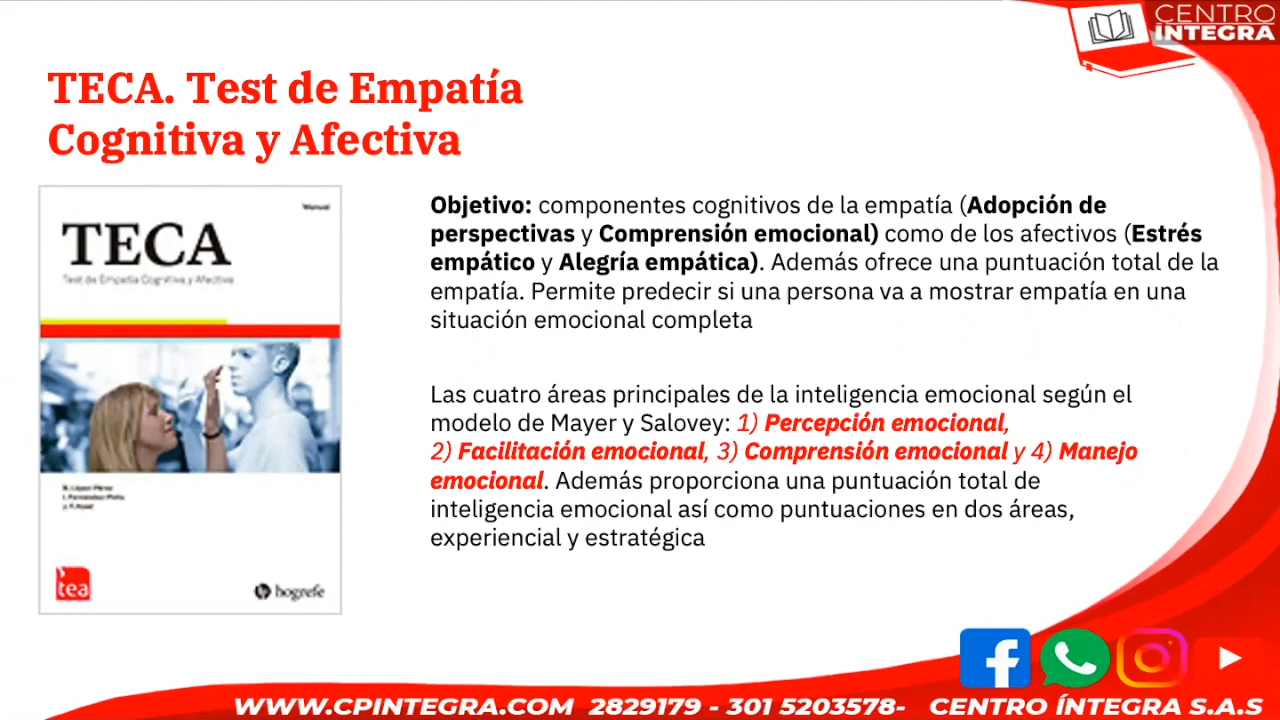 CENTRO
ÍNTEGRA
TECA. Test de Empatía
Cognitiva y Afectiva
Manual
TECA
Test de Empatía Cognitiva y Afectiva
tea
hogrefe
Objetivo: componentes cognitivos de la empatía (Adopción de
perspectivas y Comprensión emocional) como de los afectivos (Estrés
empático y Alegría empática). Además ofrece una puntuación total de la
empatía. Permite predecir si una persona va a mostrar empatía en una
situación emocional completa
Las cuatro áreas principales de la inteligencia emocional según el
modelo de Mayer y Salovey: 1) Percepción emocional,
2) Facilitación emocional, 3) Comprensión emocional y 4) Manejo
emocional. Además proporciona una puntuación total de
inteligencia emocional así como puntuaciones en dos áreas,
experiencial y estratégica
WWW.CPINTEGRA.COM 2829179 - 301 5203578- CENTRO ÍNTEGRA S.A.S